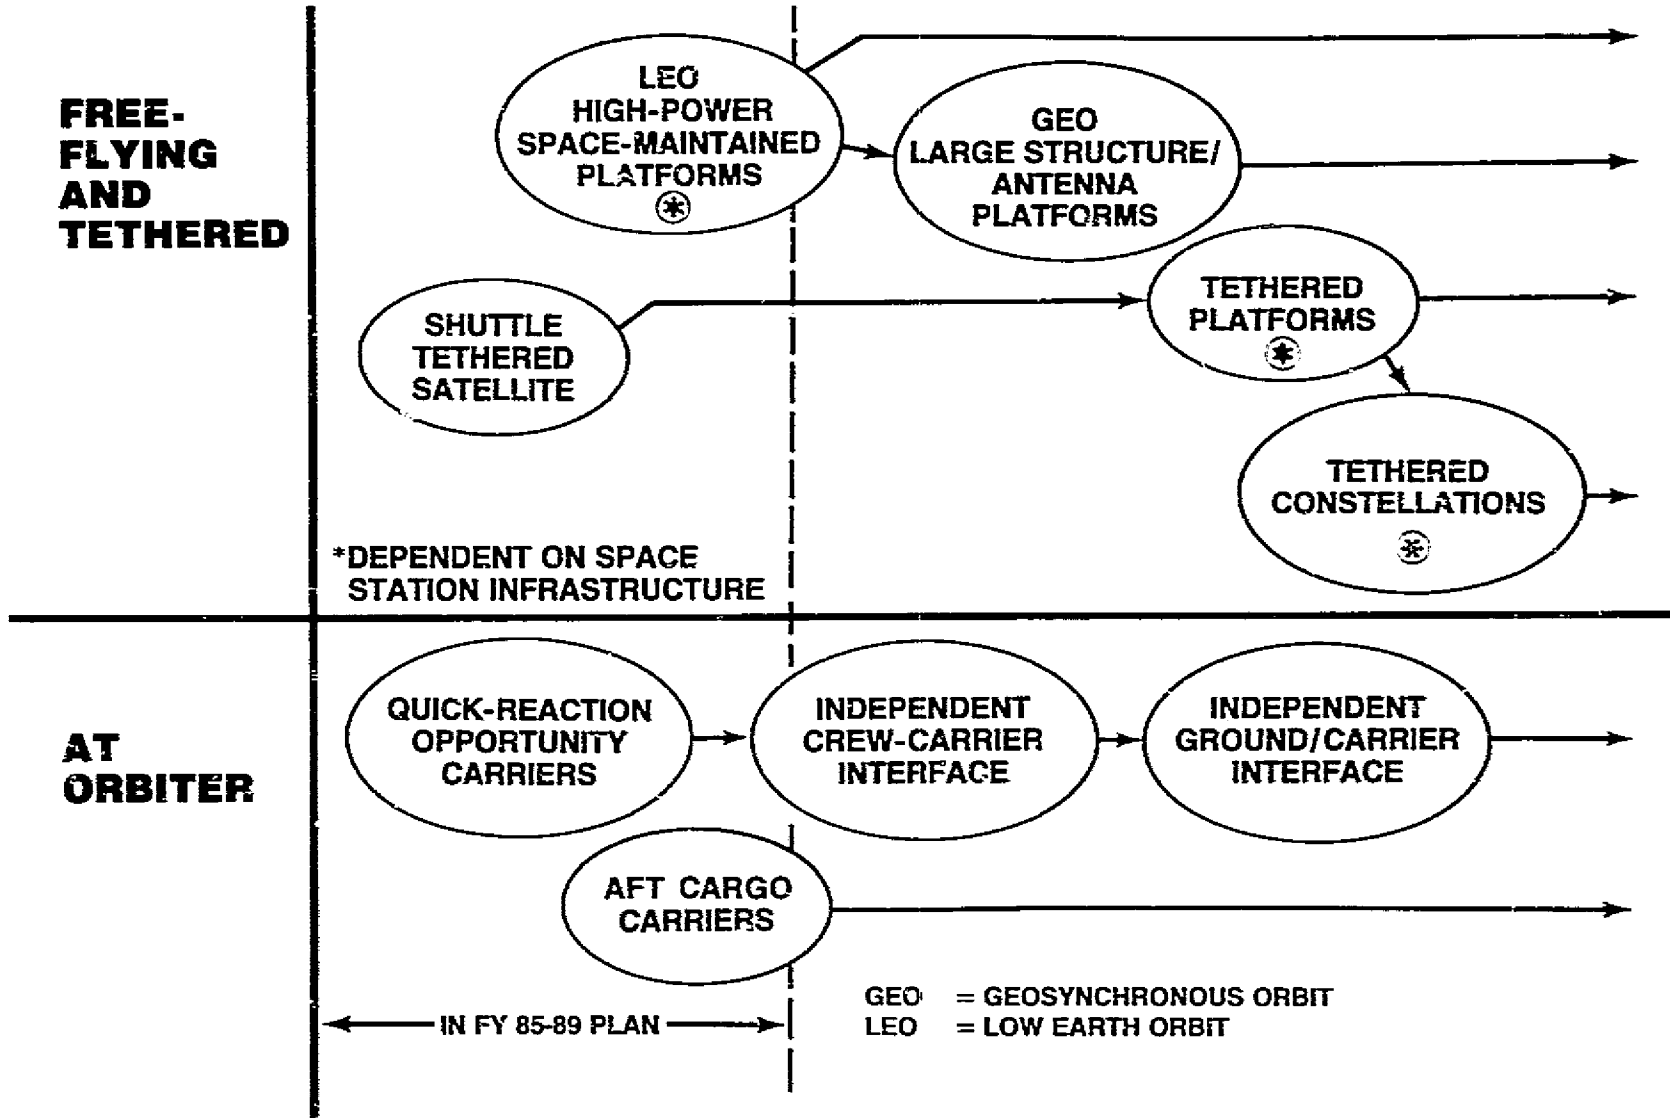 FREE-
FLYING
AND
TETHERED
LEO
HIGH-POWER
SPACE-MAINTAINED
PLATFORMS
*
GEO
LARGE STRUCTURE/
ANTENNA
PLATFORMS
SHUTTLE
TETHERED
SATELLITE
TETHERED
PLATFORMS
*
TETHERED
CONSTELLATIONS
*
*DEPENDENT ON SPACE
STATION INFRASTRUCTURE
AT
ORBITER
QUICK-REACTION
OPPORTUNITY
CARRIERS
INDEPENDENT
CREW-CARRIER
INTERFACE
INDEPENDENT
GROUND/CARRIER
INTERFACE
AFT CARGO
CARRIERS
IN FY 85-89 PLAN
GEO = GEOSYNCHRONOUS ORBIT
LEO = LOW EARTH ORBIT